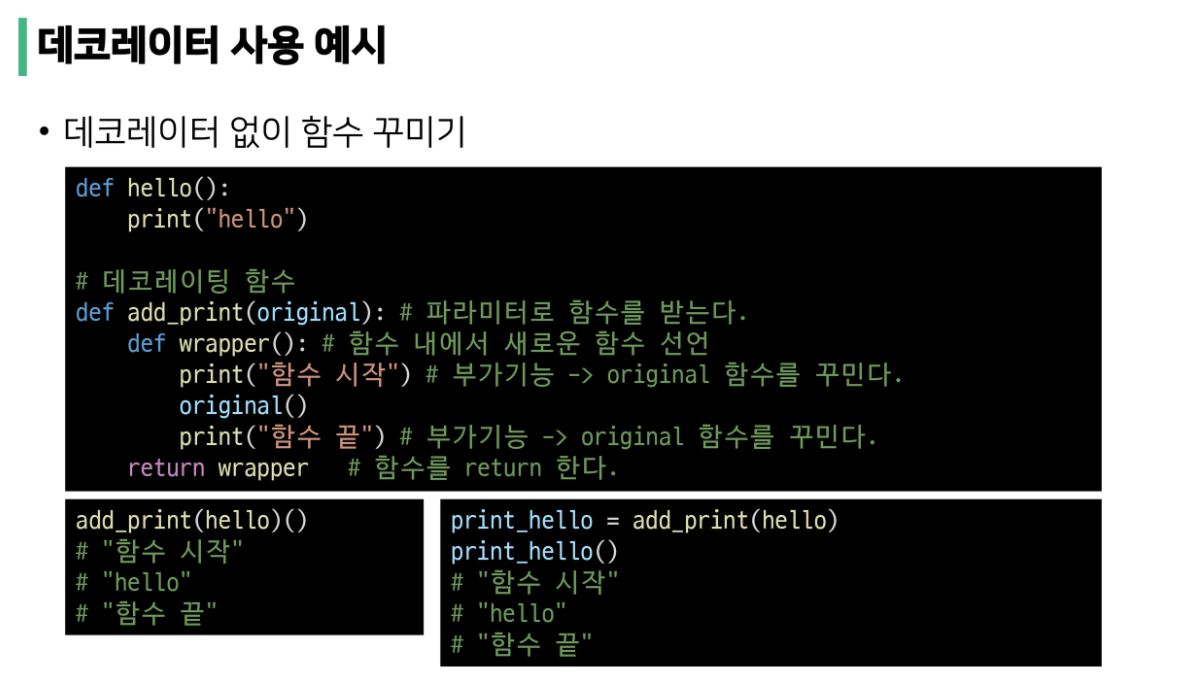 데코레이터 사용 예시
• 데코레이터 없이 함수 꾸미기
def hello():
    print("hello")
# 데코레이팅 함수
def add_print(original): # 파라미터로 함수를 받는다.
    def wrapper(): # 함수 내에서 새로운 함수 선언
        print("함수 시작") # 부가기능 -> original 함수를 꾸민다.
        original()
        print("함수 끝") # 부가기능 -> original 함수를 꾸민다.
    return wrapper   # 함수를 return 한다.
add_print(hello)()
# "함수 시작"
# "hello"
# "함수 끝"
print_hello = add_print(hello)
print_hello()
# "함수 시작"
# "hello"
# "함수 끝"